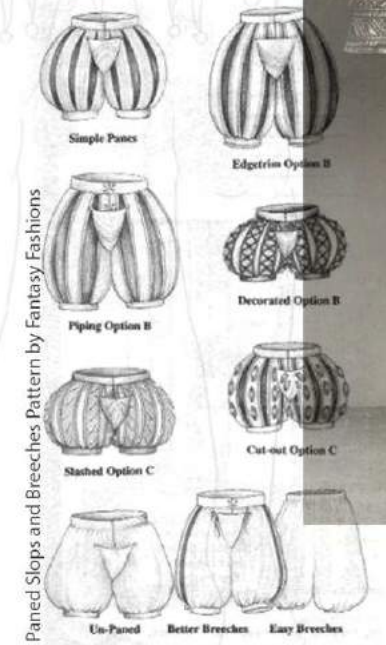 Paned Slops and Breeches Pattern by Fantasy Fashions
Simple Panes
Edgetrim Option B
Piping Option B
Decorated Option B
Slashed Option C
Cut-out Option C
Un-Paned
Better Breeches
Easy Breeches